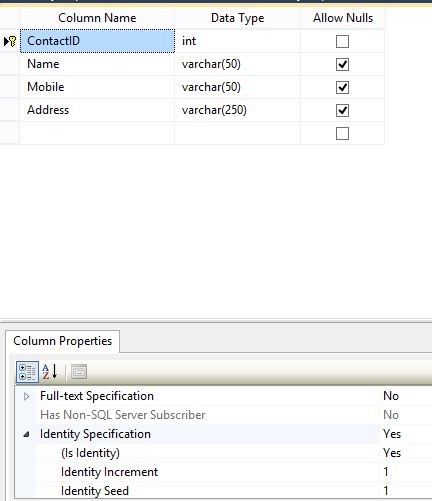 Column Name Data Type Allow Nulls
ContactID int
Name varchar(50)
Mobile varchar(50)
Address varchar(250)
Column Properties
Full-text Specification No
Has Non-SQL Server Subscriber No
Identity Specification Yes
(Is Identity) Yes
Identity Increment 1
Identity Seed 1